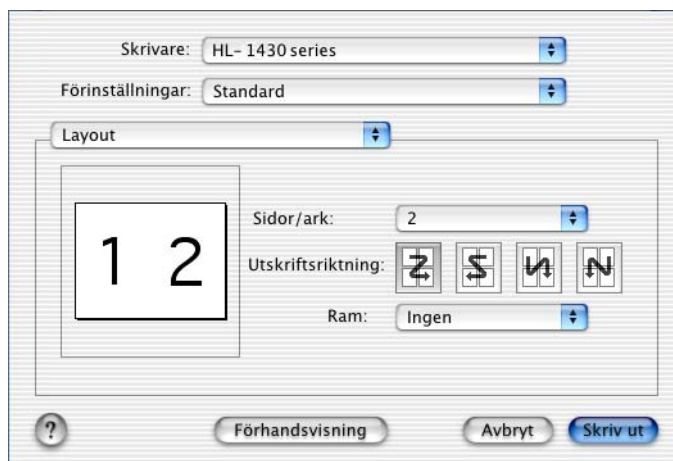 Skrivare: HL- 1430 series
Förinställningar: Standard
Layout
1 2
Sidor/ark: 2
Utskriftsriktning:
Ram: Ingen
? Förhandsvisning Avbryt Skriv ut